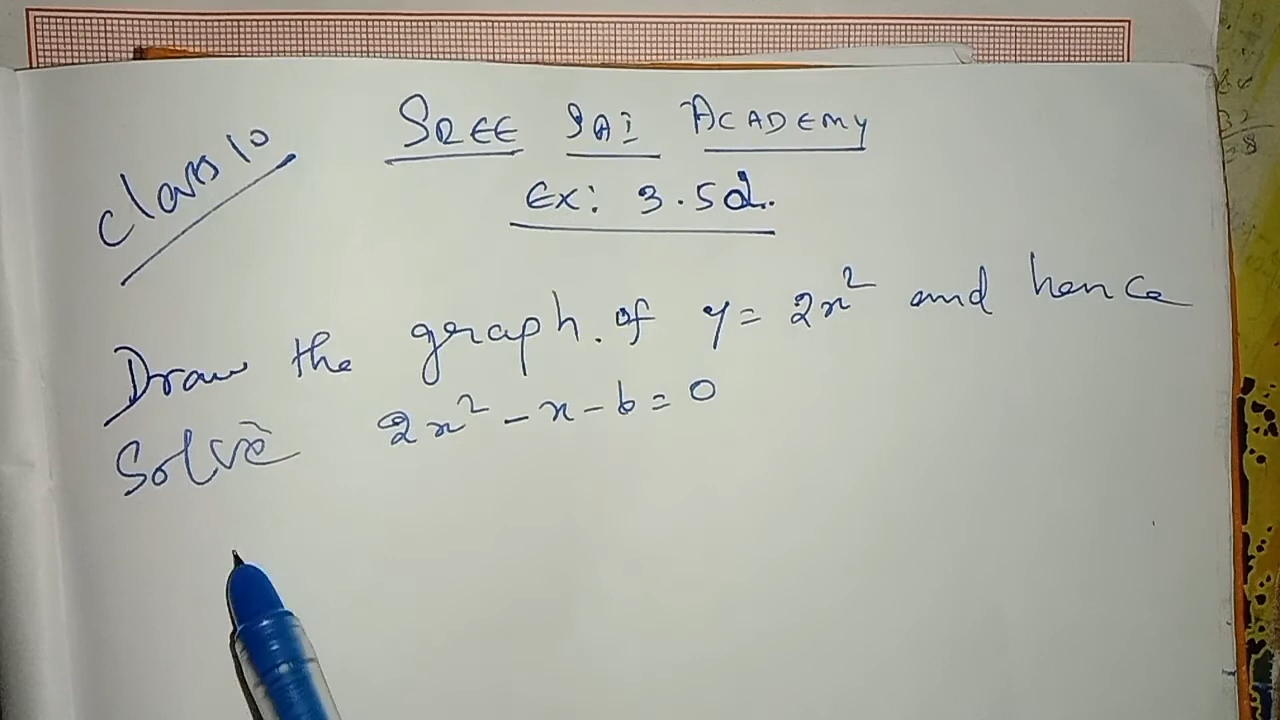 Class 10
SREE SAI ACADEMY
Ex: 3.52.
Draw the graph. of y = 2x² and hence
Solve 2x² - x - 6 = 0